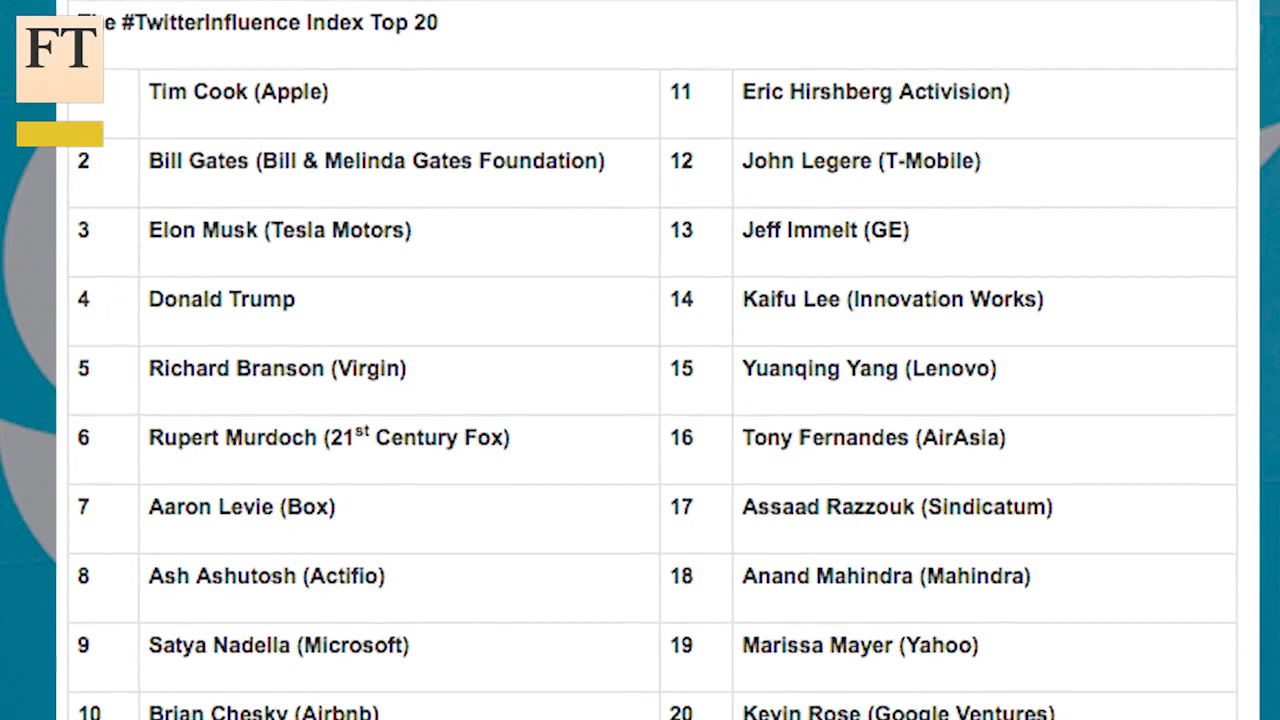 FT
The #TwitterInfluence Index Top 20
Tim Cook (Apple)
11
Eric Hirshberg Activision)
2
Bill Gates (Bill & Melinda Gates Foundation)
12
John Legere (T-Mobile)
3
Elon Musk (Tesla Motors)
13
Jeff Immelt (GE)
4
Donald Trump
14
Kaifu Lee (Innovation Works)
5
Richard Branson (Virgin)
15
Yuanqing Yang (Lenovo)
6
Rupert Murdoch (21st Century Fox)
16
Tony Fernandes (AirAsia)
7
Aaron Levie (Box)
17
Assaad Razzouk (Sindicatum)
8
Ash Ashutosh (Actifio)
18
Anand Mahindra (Mahindra)
9
Satya Nadella (Microsoft)
19
Marissa Mayer (Yahoo)
10
Brian Chesky (Airbnb)
20
Kevin Rose (Google Ventures)